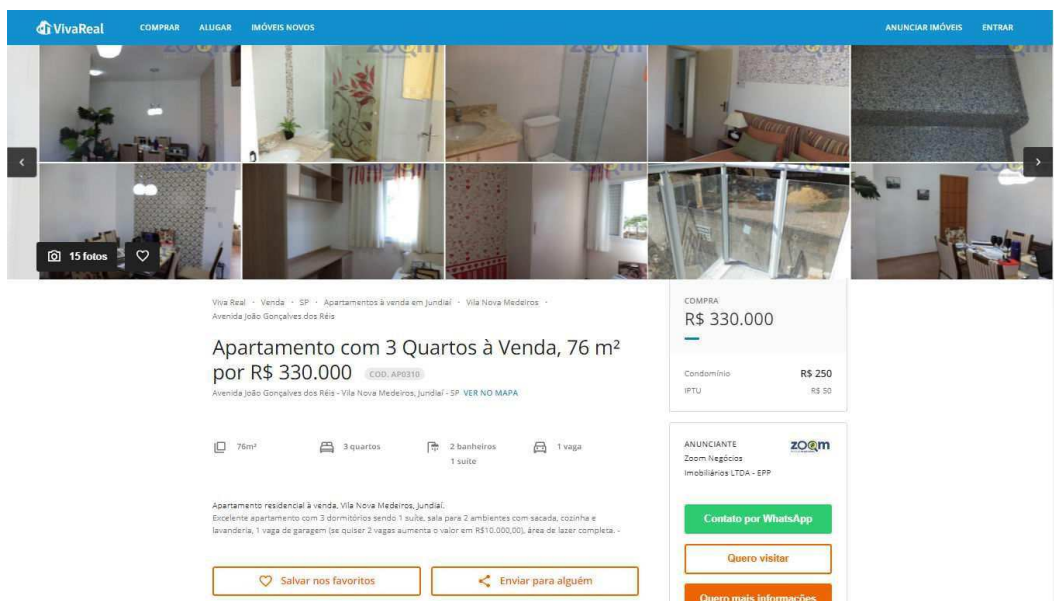 VivaReal
COMPRAR ALUGAR IMÓVEIS NOVOS
ANUNCIAR IMÓVEIS ENTRAR
15 fotos
Viva Real - Venda - SP - Apartamentos à venda em Jundiaí - Vila Nova Medeiros -
Avenida João Gonçalves dos Réis
Apartamento com 3 Quartos à Venda, 76 m²
por R$ 330.000 COD. AP0310
Avenida João Gonçalves dos Réis - Vila Nova Medeiros, Jundiaí - SP VER NO MAPA
76m² 3 quartos 2 banheiros 1 vaga
1 suíte
Apartamento residencial à venda, Vila Nova Medeiros, Jundiaí.
Excelente apartamento com 3 dormitórios sendo 1 suíte, sala para 2 ambientes com sacada, cozinha e
lavanderia, 1 vaga de garagem (se quiser 2 vagas aumenta o valor em R$10.000,00), área de lazer completa. -
Salvar nos favoritos
Enviar para alguém
COMPRA
R$ 330.000
Condomínio R$ 250
IPTU R$ 50
ANUNCIANTE
zoom
Zoom Negócios
Imobiliários LTDA - EPP
Contato por WhatsApp
Quero visitar
Quero mais informações